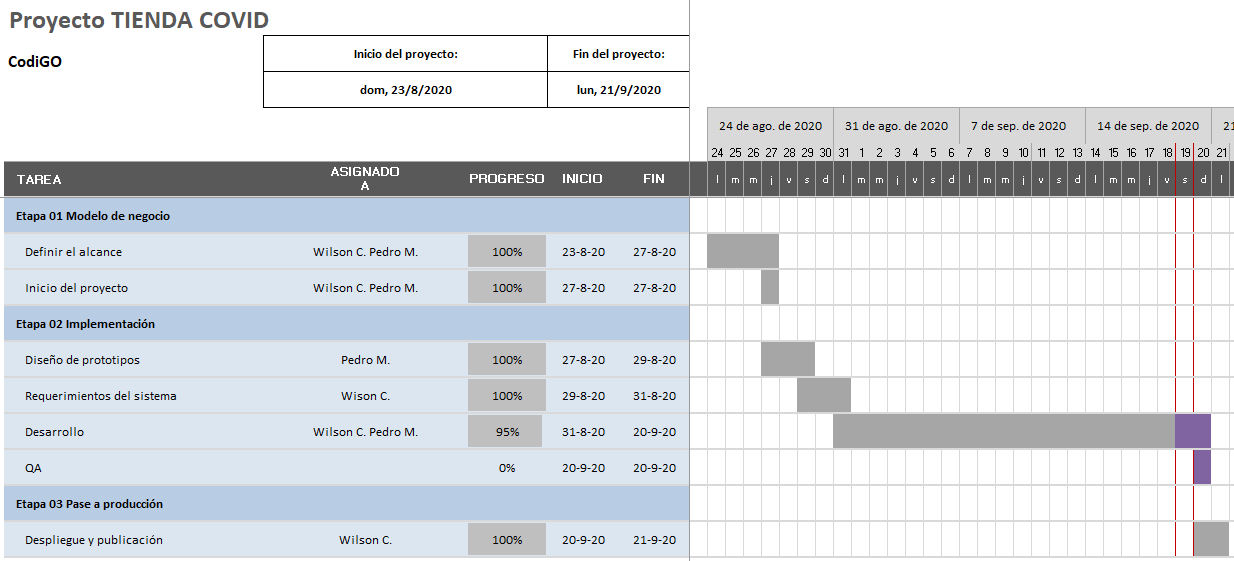 Proyecto TIENDA COVID
CodiGO
Inicio del proyecto: Fin del proyecto:
dom, 23/8/2020 lun, 21/9/2020
24 de ago. de 2020 31 de ago. de 2020 7 de sep. de 2020 14 de sep. de 2020 21
24 25 26 27 28 29 30 31 1 2 3 4 5 6 7 8 9 10 11 12 13 14 15 16 17 18 19 20 21
TAREA ASIGNADO A PROGRESO INICIO FIN l m m j v s d l m m j v s d l m m j v s d l m m j v s d l
Etapa 01 Modelo de negocio
Definir el alcance Wilson C. Pedro M. 100% 23-8-20 27-8-20
Inicio del proyecto Wilson C. Pedro M. 100% 27-8-20 27-8-20
Etapa 02 Implementación
Diseño de prototipos Pedro M. 100% 27-8-20 29-8-20
Requerimientos del sistema Wison C. 100% 29-8-20 31-8-20
Desarrollo Wilson C. Pedro M. 95% 31-8-20 20-9-20
QA 0% 20-9-20 20-9-20
Etapa 03 Pase a producción
Despliegue y publicación Wilson C. 100% 20-9-20 21-9-20